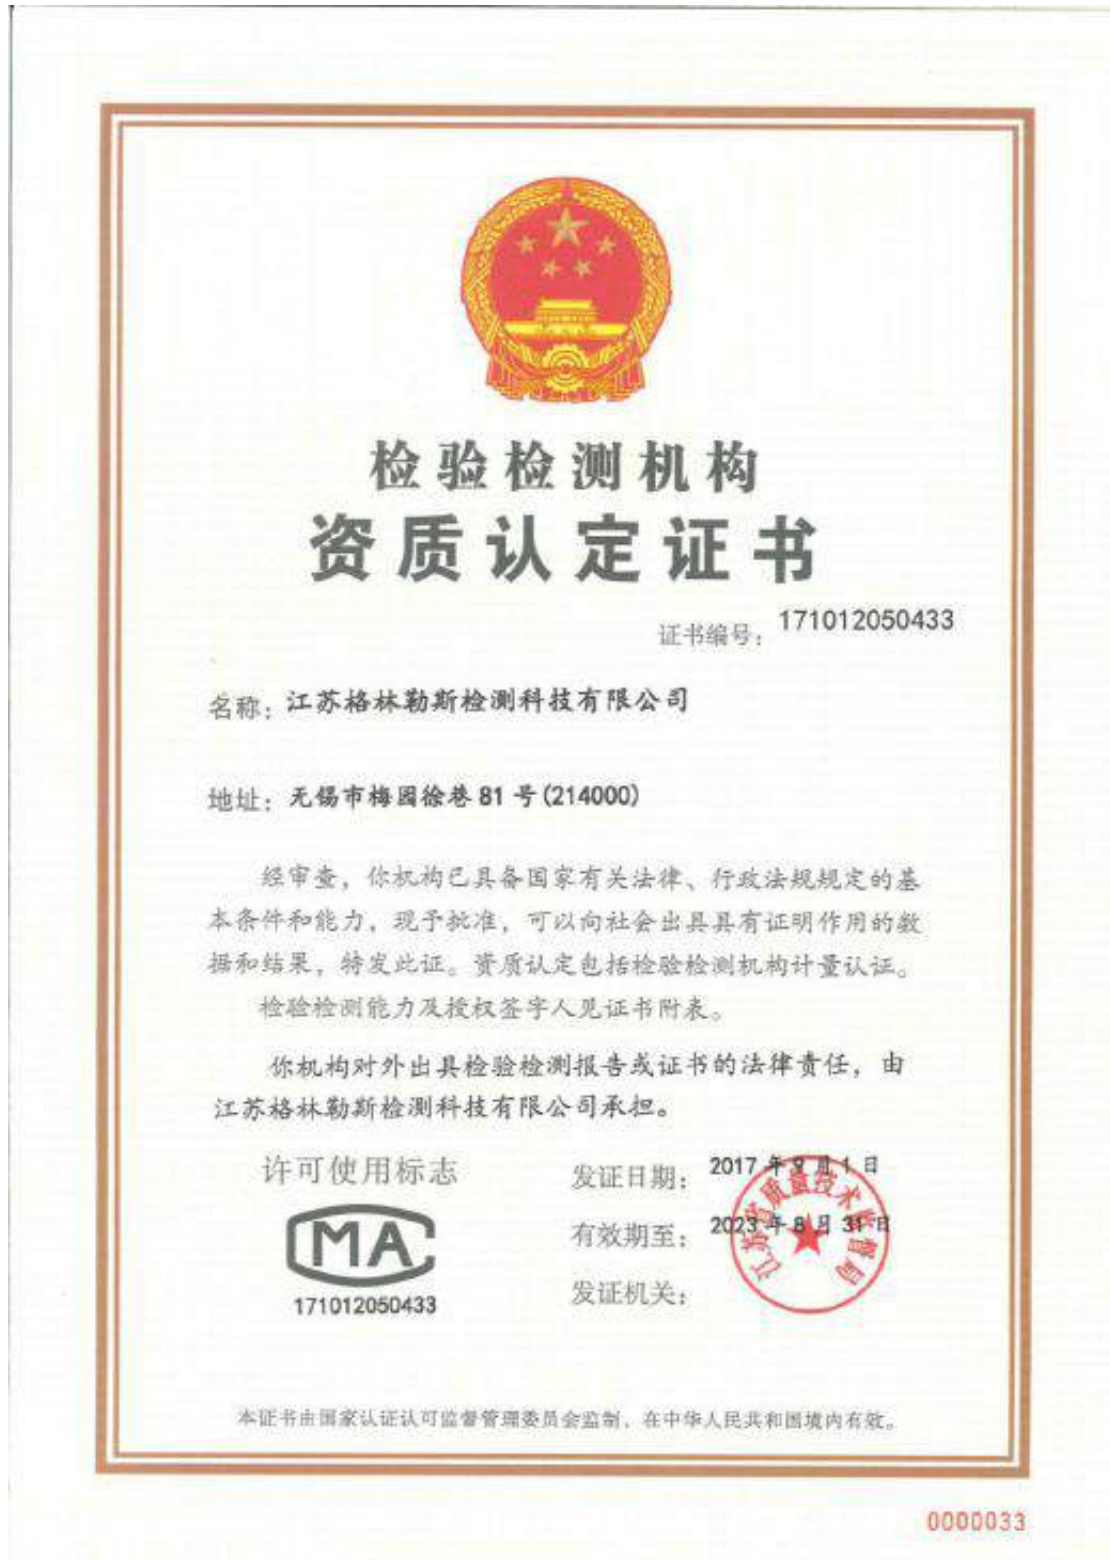 检验检测机构
资质认定证书
证书编号：171012050433
名称：江苏格林勒斯检测科技有限公司
地址：无锡市梅园徐巷81号(214000)
经审查，你机构已具备国家有关法律、行政法规规定的基
本条件和能力，现予批准，可以向社会出具具有证明作用的数
据和结果，特发此证。资质认定包括检验检测机构计量认证。
检验检测能力及授权签字人见证书附表。
你机构对外出具检验检测报告或证书的法律责任，由
江苏格林勒斯检测科技有限公司承担。
许可使用标志
MA
171012050433
发证日期：2017年9月1日
有效期至：2023年8月31日
发证机关：
江苏省质量技术监督局
本证书由国家认证认可监督管理委员会监制，在中华人民共和国境内有效。
0000033